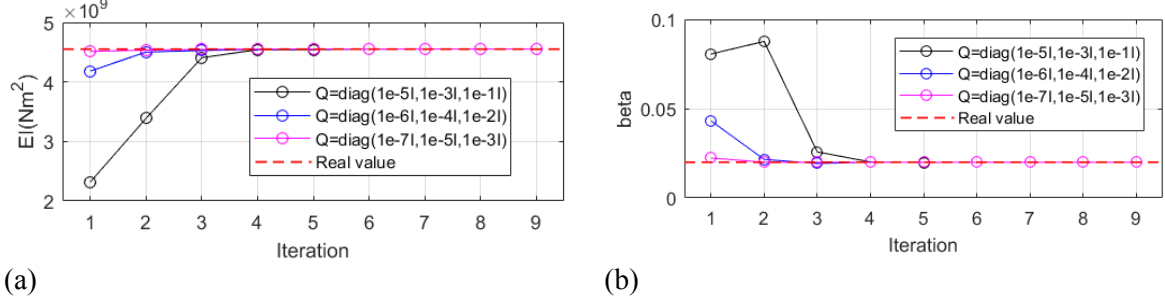 × 10^9
5
4
3
2
EI(Nm^2)
1 2 3 4 5 6 7 8 9
Iteration
Q=diag(1e-5I,1e-3I,1e-1I)
Q=diag(1e-6I,1e-4I,1e-2I)
Q=diag(1e-7I,1e-5I,1e-3I)
Real value
(a)
0.1
0.05
0
beta
1 2 3 4 5 6 7 8 9
Iteration
Q=diag(1e-5I,1e-3I,1e-1I)
Q=diag(1e-6I,1e-4I,1e-2I)
Q=diag(1e-7I,1e-5I,1e-3I)
Real value
(b)